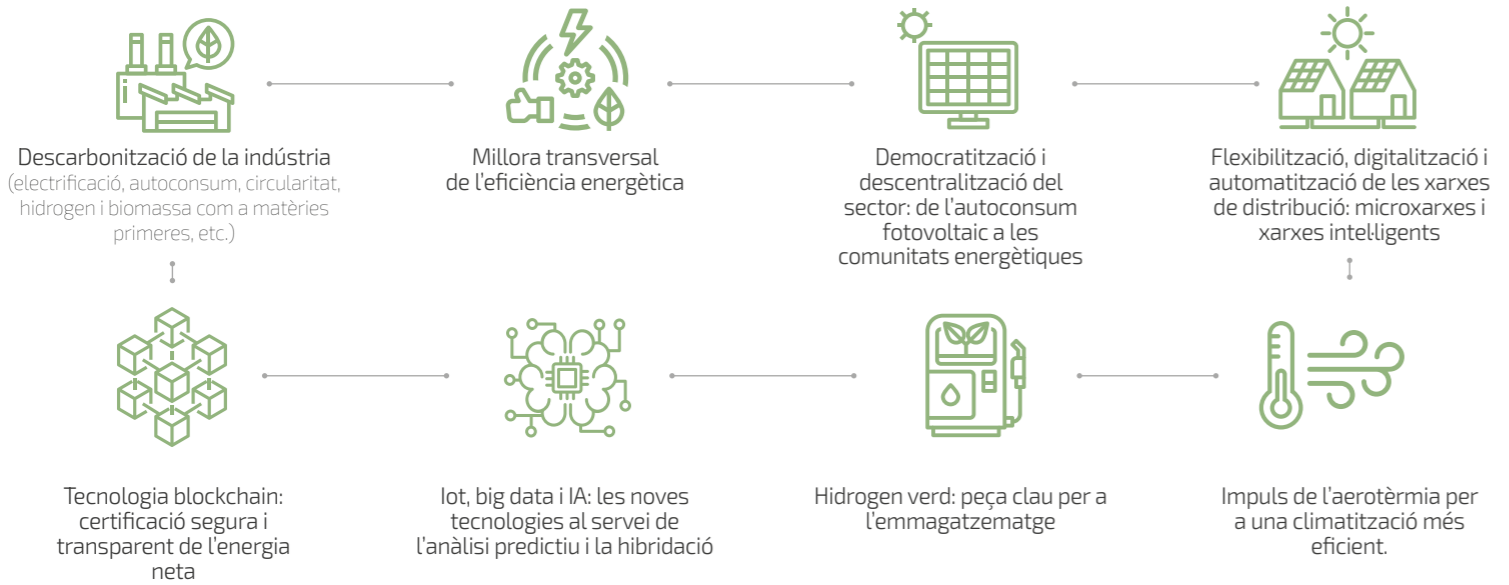 Descarbonització de la indústria
(electrificació, autoconsum, circularitat,
hidrogen i biomassa com a matèries
primeres, etc.)
Millora transversal
de l'eficiència energètica
Democratització i
descentralització del
sector: de l'autoconsum
fotovoltaic a les
comunitats energètiques
Flexibilització, digitalització i
automatització de les xarxes
de distribució: microxarxes i
xarxes intel·ligents
Tecnologia blockchain:
certificació segura i
transparent de l'energia
neta
Iot, big data i IA: les noves
tecnologies al servei de
l'anàlisi predictiu i la hibridació
Hidrogen verd: peça clau per a
l'emmagatzematge
Impuls de l'aerotèrmia per
a una climatització més
eficient.